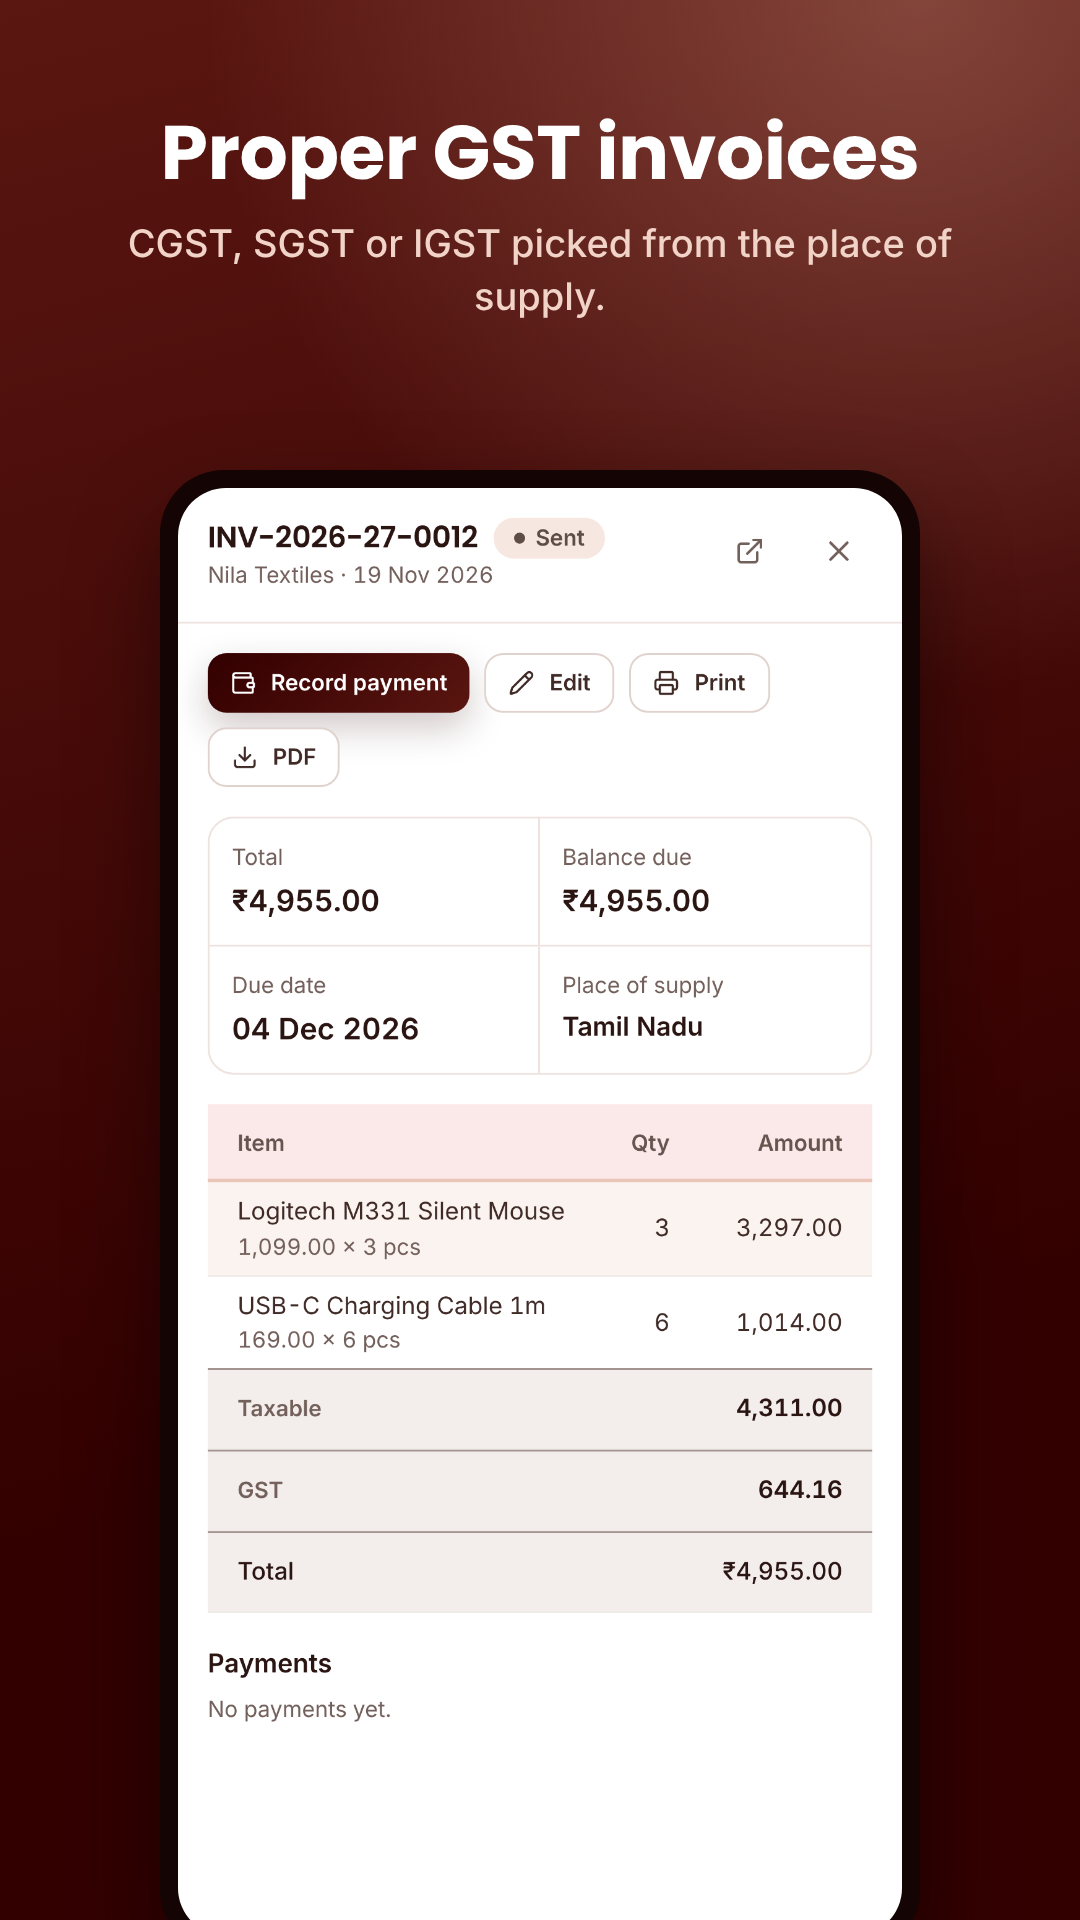 Proper GST invoices
CGST, SGST or IGST picked from the place of
supply.
INV-2026-27-0012 Sent
Nila Textiles · 19 Nov 2026
Record payment Edit Print
PDF
Total Balance due
₹4,955.00 ₹4,955.00
Due date Place of supply
04 Dec 2026 Tamil Nadu
Item Qty Amount
Logitech M331 Silent Mouse 3 3,297.00
1,099.00 × 3 pcs
USB-C Charging Cable 1m 6 1,014.00
169.00 × 6 pcs
Taxable 4,311.00
GST 644.16
Total ₹4,955.00
Payments
No payments yet.